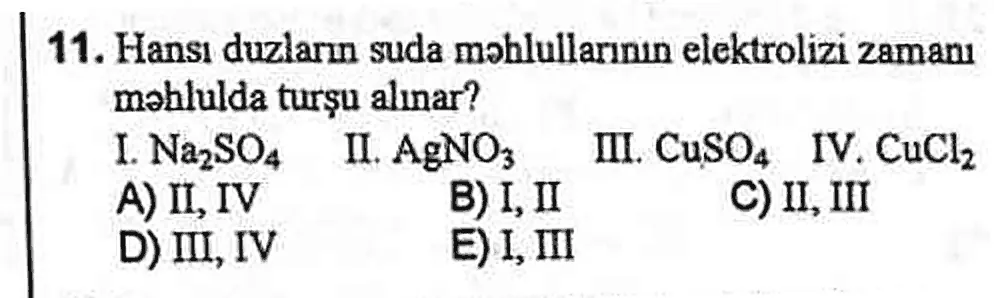 11. Hansı duzların suda məhlullarının elektrolizi zamanı
məhlulda turşu alınar?
I. Na₂SO₄ II. AgNO₃ III. CuSO₄ IV. CuCl₂
A) II, IV B) I, II C) II, III
D) III, IV E) I, III